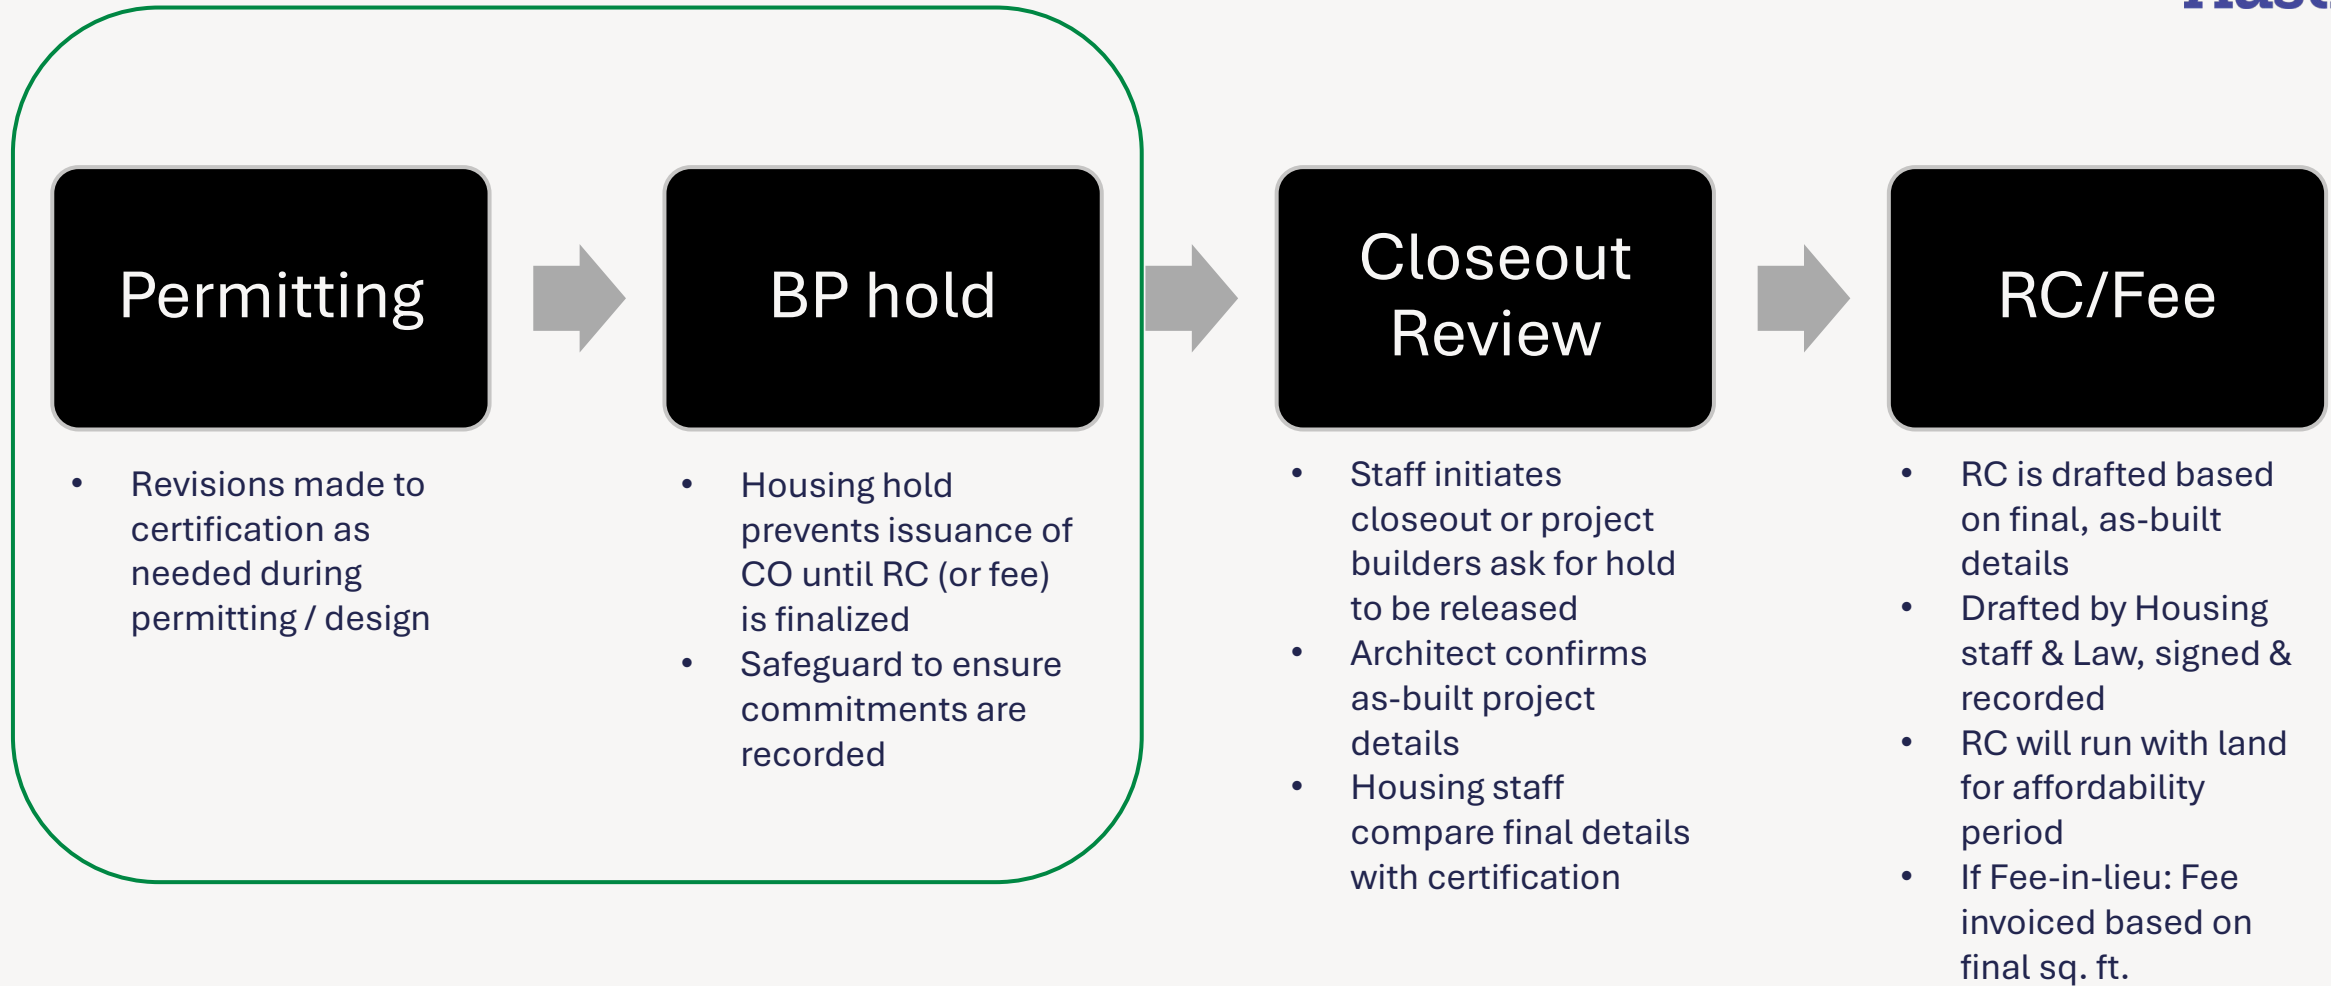 Permitting
BP hold
Closeout
Review
RC/Fee
• Revisions made to
certification as
needed during
permitting / design
• Housing hold
prevents issuance of
CO until RC (or fee)
is finalized
• Safeguard to ensure
commitments are
recorded
• Staff initiates
closeout or project
builders ask for hold
to be released
• Architect confirms
as-built project
details
• Housing staff
compare final details
with certification
• RC is drafted based
on final, as-built
details
• Drafted by Housing
staff & Law, signed &
recorded
• RC will run with land
for affordability
period
• If Fee-in-lieu: Fee
invoiced based on
final sq. ft.